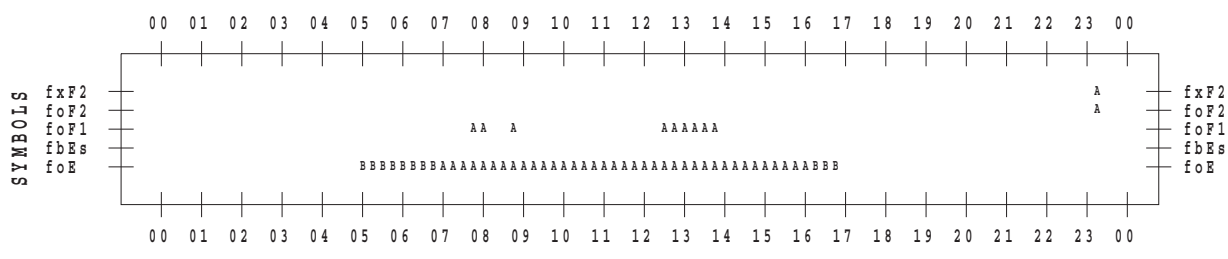 00 01 02 03 04 05 06 07 08 09 10 11 12 13 14 15 16 17 18 19 20 21 22 23 00
SYMBOLS
fxF2 A fxF2
foF2 A foF2
foF1 AA A AAAAAA foF1
fbEs fbEs
foE BBBBBBBBAAAAAAAAAAAAAAAAAAAAAAAAAAAAAAAAAAAAABBB foE
00 01 02 03 04 05 06 07 08 09 10 11 12 13 14 15 16 17 18 19 20 21 22 23 00